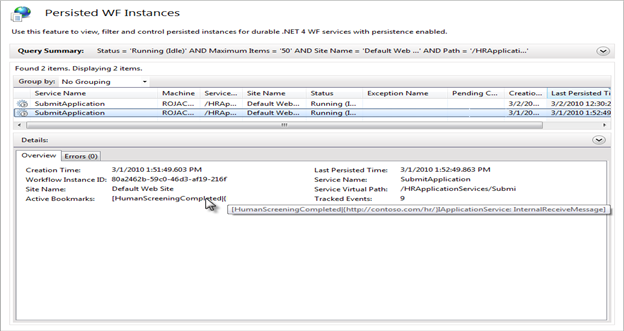 Persisted WF Instances
Use this feature to view, filter and control persisted instances for durable .NET 4 WF services with persistence enabled.
Query Summary: Status = 'Running (Idle)' AND Maximum Items = '50' AND Site Name = 'Default Web ...' AND Path = '/HRApplicati...'
Found 2 items. Displaying 2 items.
Group by: No Grouping
Service Name Machine Service... Site Name Status Exception Name Pending C... Creatio... Last Persisted Ti
SubmitApplication ROJAC... /HRAp... Default Web... Running (I... 3/2/20... 3/2/2010 12:30:2
SubmitApplication ROJAC... /HRAp... Default Web... Running (I... 3/1/20... 3/1/2010 1:52:49
Details:
Overview Errors (0)
Creation Time: 3/1/2010 1:51:49.603 PM Last Persisted Time: 3/1/2010 1:52:49.863 PM
Workflow Instance ID: 80a2462b-59c0-46d3-af19-216f Service Name: SubmitApplication
Site Name: Default Web Site Service Virtual Path: /HRApplicationServices/Submi
Active Bookmarks: [HumanScreeningCompleted|{ Tracked Events: 9
[HumanScreeningCompleted|{http://contoso.com/hr/}IApplicationService: InternalReceiveMessage]